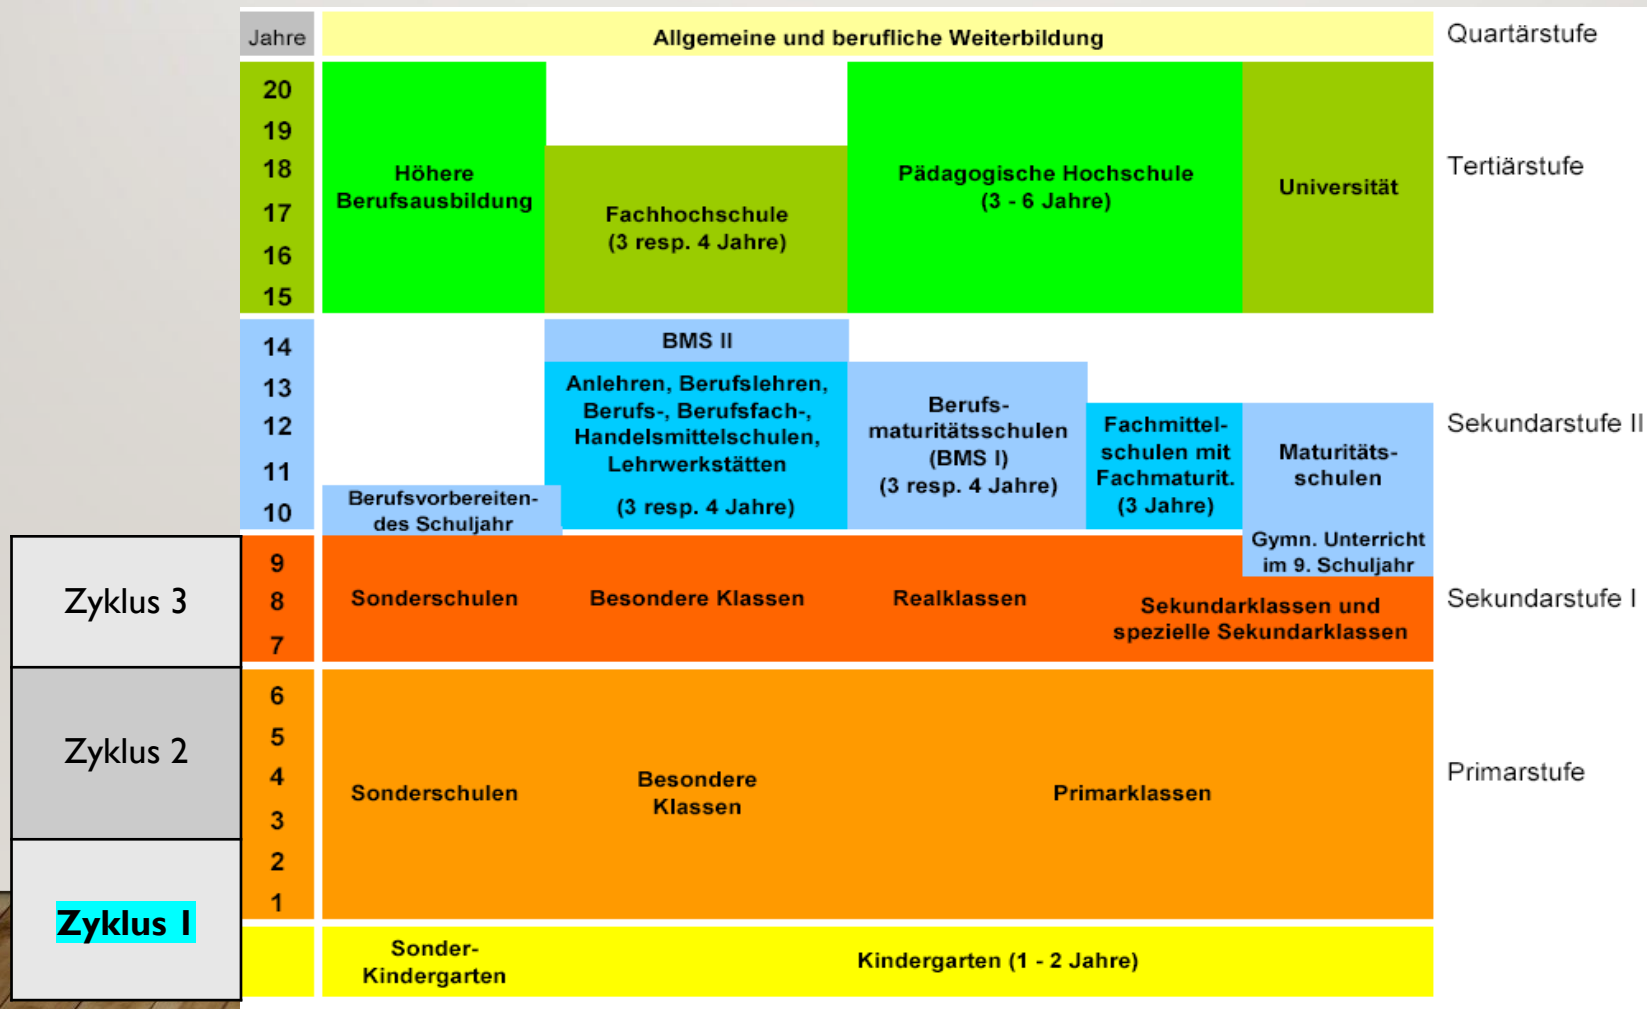 Jahre
Allgemeine und berufliche Weiterbildung
Quartärstufe
20
19
18
17
16
15
Höhere
Berufsausbildung
Fachhochschule
(3 resp. 4 Jahre)
Pädagogische Hochschule
(3 - 6 Jahre)
Universität
Tertiärstufe
14
13
12
11
10
BMS II
Anlehren, Berufslehren,
Berufs-, Berufsfach-,
Handelsmittelschulen,
Lehrwerkstätten
(3 resp. 4 Jahre)
Berufs-
maturitätsschulen
(BMS I)
(3 resp. 4 Jahre)
Fachmittel-
schulen mit
Fachmaturit.
(3 Jahre)
Maturitäts-
schulen
Gymn. Unterricht
im 9. Schuljahr
Berufsvorbereiten-
des Schuljahr
Sekundarstufe II
Zyklus 3
9
8
7
Sonderschulen
Besondere Klassen
Realklassen
Sekundarklassen und
spezielle Sekundarklassen
Sekundarstufe I
Zyklus 2
6
5
4
3
2
1
Sonderschulen
Besondere
Klassen
Primarklassen
Primarstufe
Zyklus 1
Sonder-
Kindergarten
Kindergarten (1 - 2 Jahre)